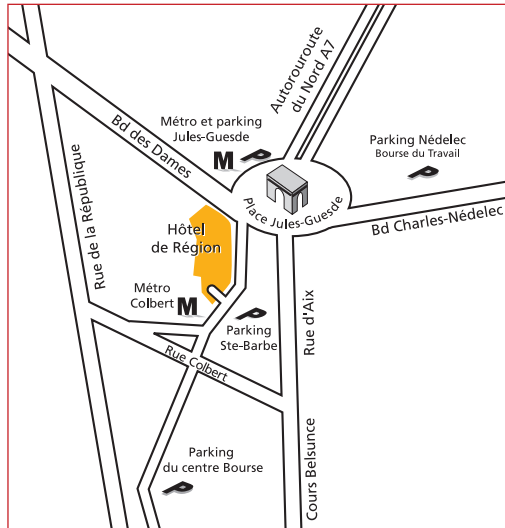 Autorouroute
du Nord A7
Métro et parking
Jules-Guesde
M P
Bd des Dames
Parking Nédelec
Bourse du Travail
P
Place Jules-Guesde
Bd Charles-Nédelec
Rue de la République
Hôtel
de Région
Métro
Colbert
M
P
Parking
Ste-Barbe
Rue d'Aix
Rue Colbert
Cours Belsunce
Parking
du centre Bourse
P